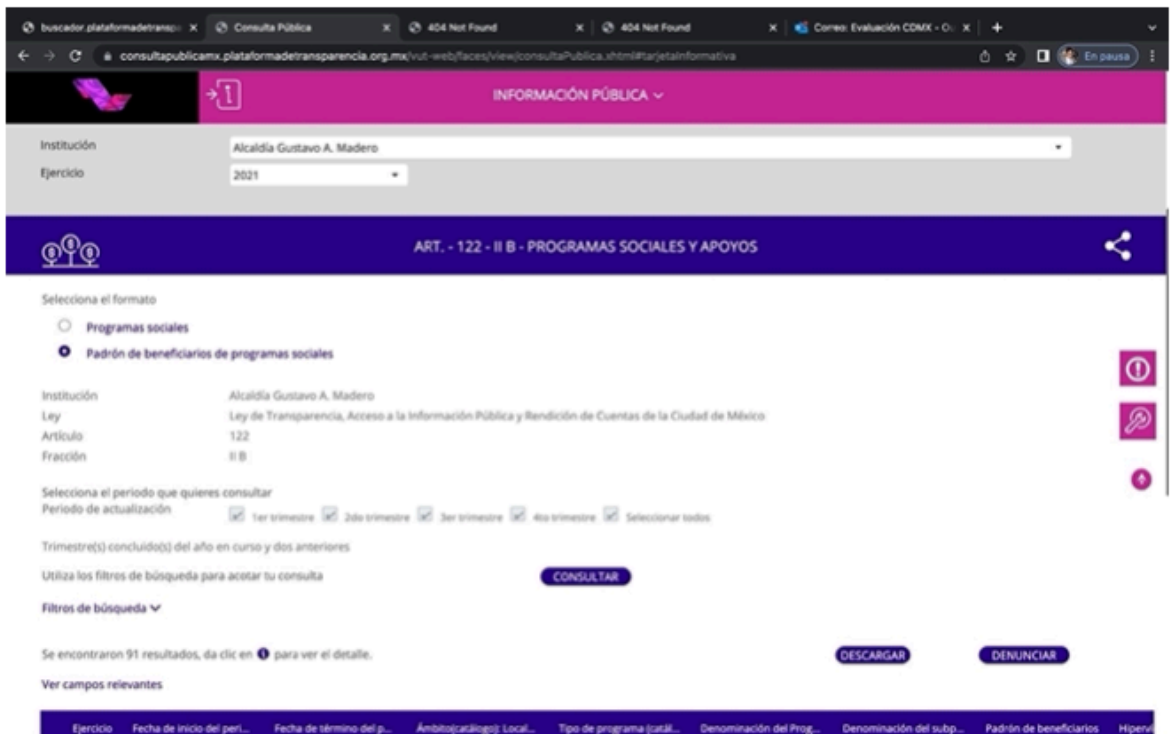 buscador.plataformadetranspa X Consulta Pública X 404 Not Found X 404 Not Found X Correo: Evaluación CDMX - O X +
consultapublicamx.plataformadetransparencia.org.mx/vut-web/faces/view/consultaPublica.xhtml#tarjetaInformativa En pausa
INFORMACIÓN PÚBLICA
Institución Alcaldía Gustavo A. Madero
Ejercicio 2021
ART. - 122 - II B - PROGRAMAS SOCIALES Y APOYOS
Selecciona el formato
Programas sociales
Padrón de beneficiarios de programas sociales
Institución Alcaldía Gustavo A. Madero
Ley Ley de Transparencia, Acceso a la Información Pública y Rendición de Cuentas de la Ciudad de México
Artículo 122
Fracción II B
Selecciona el periodo que quieres consultar
Periodo de actualización 1er trimestre 2do trimestre 3er trimestre 4to trimestre Seleccionar todos
Trimestre(s) concluido(s) del año en curso y dos anteriores
Utiliza los filtros de búsqueda para acotar tu consulta CONSULTAR
Filtros de búsqueda
Se encontraron 91 resultados, da clic en para ver el detalle. DESCARGAR DENUNCIAR
Ver campos relevantes
Ejercicio Fecha de inicio del peri... Fecha de término del p... Ámbito(catálogo): Local... Tipo de programa (catál... Denominación del Prog... Denominación del subp... Padrón de beneficiarios Hiperví